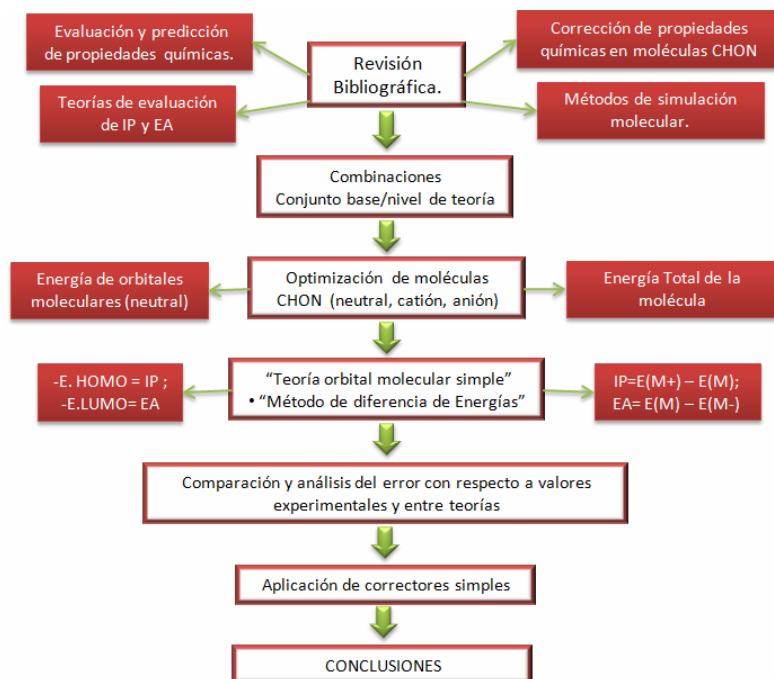 Evaluación y predicción
de propiedades químicas.
Corrección de propiedades
químicas en moléculas CHON
Revisión
Bibliográfica.
Teorías de evaluación
de IP y EA
Métodos de simulación
molecular.
Combinaciones
Conjunto base/nivel de teoría
Energía de orbitales
moleculares (neutral)
Optimización de moléculas
CHON (neutral, catión, anión)
Energía Total de la
molécula
-E. HOMO = IP ;
-E.LUMO= EA
“Teoría orbital molecular simple”
• “Método de diferencia de Energías”
IP=E(M+) – E(M);
EA= E(M) – E(M-)
Comparación y análisis del error con respecto a valores
experimentales y entre teorías
Aplicación de correctores simples
CONCLUSIONES